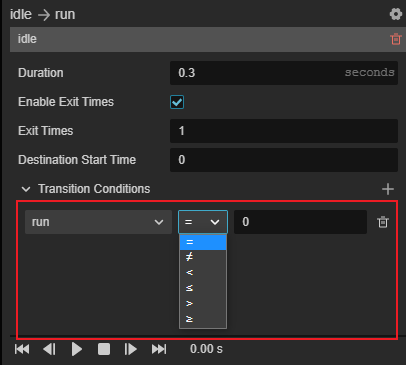 idle → run
idle
Duration 0.3 seconds
Enable Exit Times
Exit Times 1
Destination Start Time 0
Transition Conditions
run = 0
=
≠
<
≤
>
≥
0.00 s